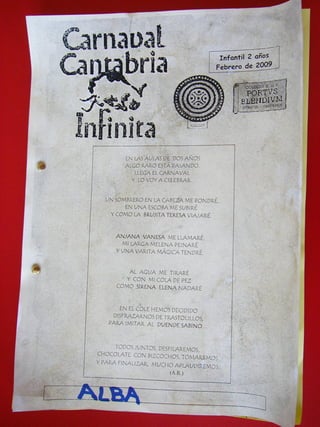 Carnaval
Cantabria
Infinita
Infantil 2 años
Febrero de 2009
PORTVS
BLENDIVM
EN LAS AULAS DE DOS AÑOS
ALGO RARO ESTÁ PASANDO.
LLEGA EL CARNAVAL
Y LO VOY A CELEBRAR.
UN SOMBRERO EN LA CABEZA ME PONDRÉ,
EN UNA ESCOBA ME SUBIRÉ
Y COMO LA BRUJITA TERESA VIAJARÉ.
ANJANA VANESA ME LLAMARÉ.
MI LARGA MELENA PEINARÉ
Y UNA VARITA MÁGICA TENDRÉ.
AL AGUA ME TIRARÉ
Y CON MI COLA DE PEZ
COMO SIRENA ELENA NADARÉ.
EN EL COLE HEMOS DECIDIDO
DISFRAZARNOS DE TRASTOLILLOS,
PARA IMITAR AL DUENDE SABINO.
TODOS JUNTOS, DESFILAREMOS,
CHOCOLATE CON BIZCOCHOS, TOMAREMOS,
Y PARA FINALIZAR, MUCHO APLAUDIREMOS.
(A.B.)
ALBA